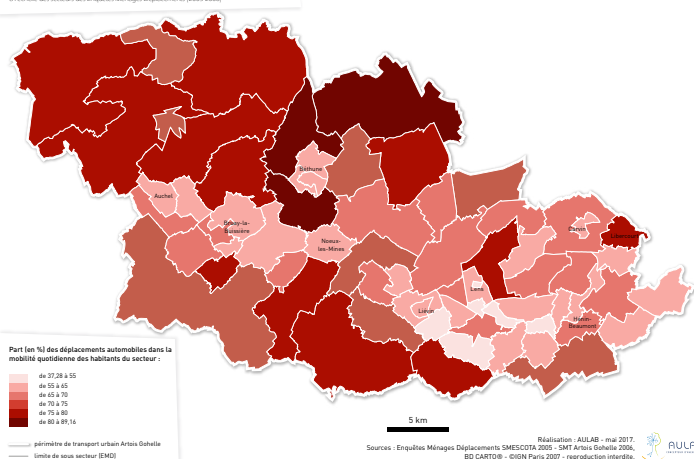 Béthune
Auchel
Bruay-la-
Buissière
Noeux-
les-Mines
Carvin
Libercourt
Lens
Liévin
Hénin-
Beaumont
Part (en %) des déplacements automobiles dans la
mobilité quotidienne des habitants du secteur :
de 37,28 à 55
de 55 à 65
de 65 à 70
de 70 à 75
de 75 à 80
de 80 à 89,16
périmètre de transport urbain Artois Gohelle
limite de sous secteur (EMD)
5 km
Réalisation : AULAB - mai 2017.
Sources : Enquêtes Ménages Déplacements SMESCOTA 2005 - SMT Artois Gohelle 2006,
BD CARTO® - ©IGN Paris 2007 - reproduction interdite.
AULA